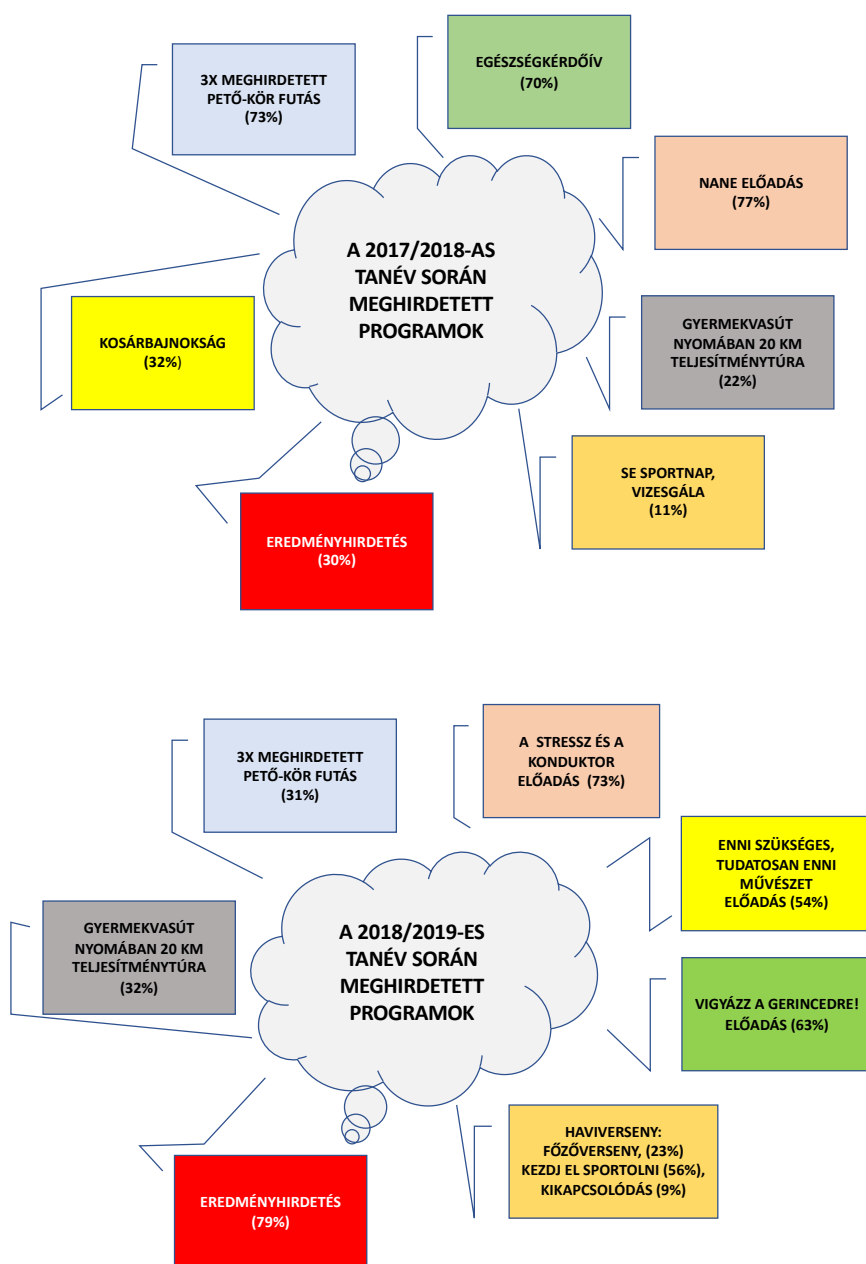 3X MEGHIRDETETT
PETŐ-KÖR FUTÁS
(73%)
EGÉSZSÉGKÉRDŐÍV
(70%)
NANE ELŐADÁS
(77%)
A 2017/2018-AS
TANÉV SORÁN
MEGHIRDETETT
PROGRAMOK
KOSÁRBAJNOKSÁG
(32%)
GYERMEKVASÚT
NYOMÁBAN 20 KM
TELJESÍTMÉNYTÚRA
(22%)
SE SPORTNAP,
VIZESGÁLA
(11%)
EREDMÉNYHIRDETÉS
(30%)
3X MEGHIRDETETT
PETŐ-KÖR FUTÁS
(31%)
A STRESSZ ÉS A
KONDUKTOR
ELŐADÁS (73%)
ENNI SZÜKSÉGES,
TUDATOSAN ENNI
MŰVÉSZET
ELŐADÁS (54%)
GYERMEKVASÚT
NYOMÁBAN 20 KM
TELJESÍTMÉNYTÚRA
(32%)
A 2018/2019-ES
TANÉV SORÁN
MEGHIRDETETT
PROGRAMOK
VIGYÁZZ A GERINCEDRE!
ELŐADÁS (63%)
HAVIVERSENY:
FŐZŐVERSENY, (23%)
KEZDJ EL SPORTOLNI (56%),
KIKAPCSOLÓDÁS (9%)
EREDMÉNYHIRDETÉS
(79%)